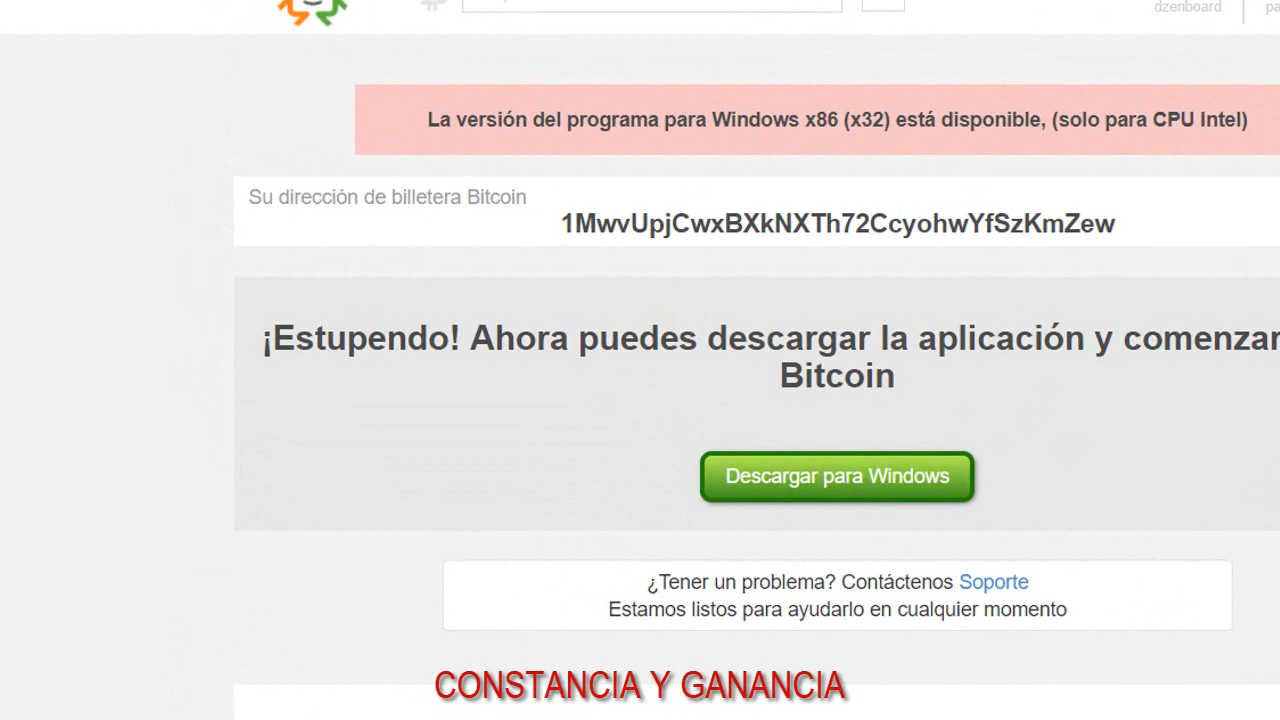 dzenboard
La versión del programa para Windows x86 (x32) está disponible, (solo para CPU Intel)
Su dirección de billetera Bitcoin
1MwvUpjCwxBXkNXTh72CcyohwYfSzKmZew
¡Estupendo! Ahora puedes descargar la aplicación y comenzar
Bitcoin
Descargar para Windows
¿Tener un problema? Contáctenos Soporte
Estamos listos para ayudarlo en cualquier momento
CONSTANCIA Y GANANCIA